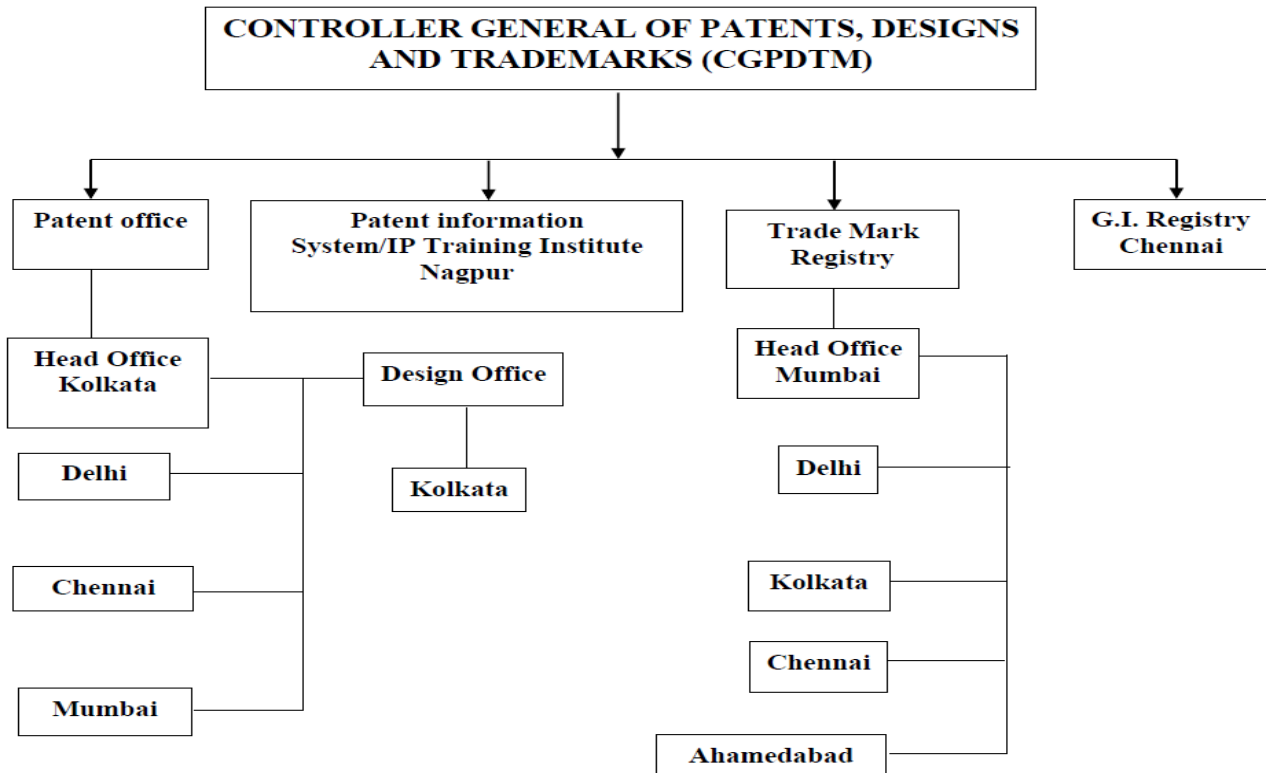 CONTROLLER GENERAL OF PATENTS, DESIGNS
AND TRADEMARKS (CGPDTM)
Patent office
Patent information
System/IP Training Institute
Nagpur
Trade Mark
Registry
G.I. Registry
Chennai
Head Office
Kolkata
Design Office
Head Office
Mumbai
Delhi
Kolkata
Delhi
Chennai
Kolkata
Chennai
Mumbai
Ahamedabad